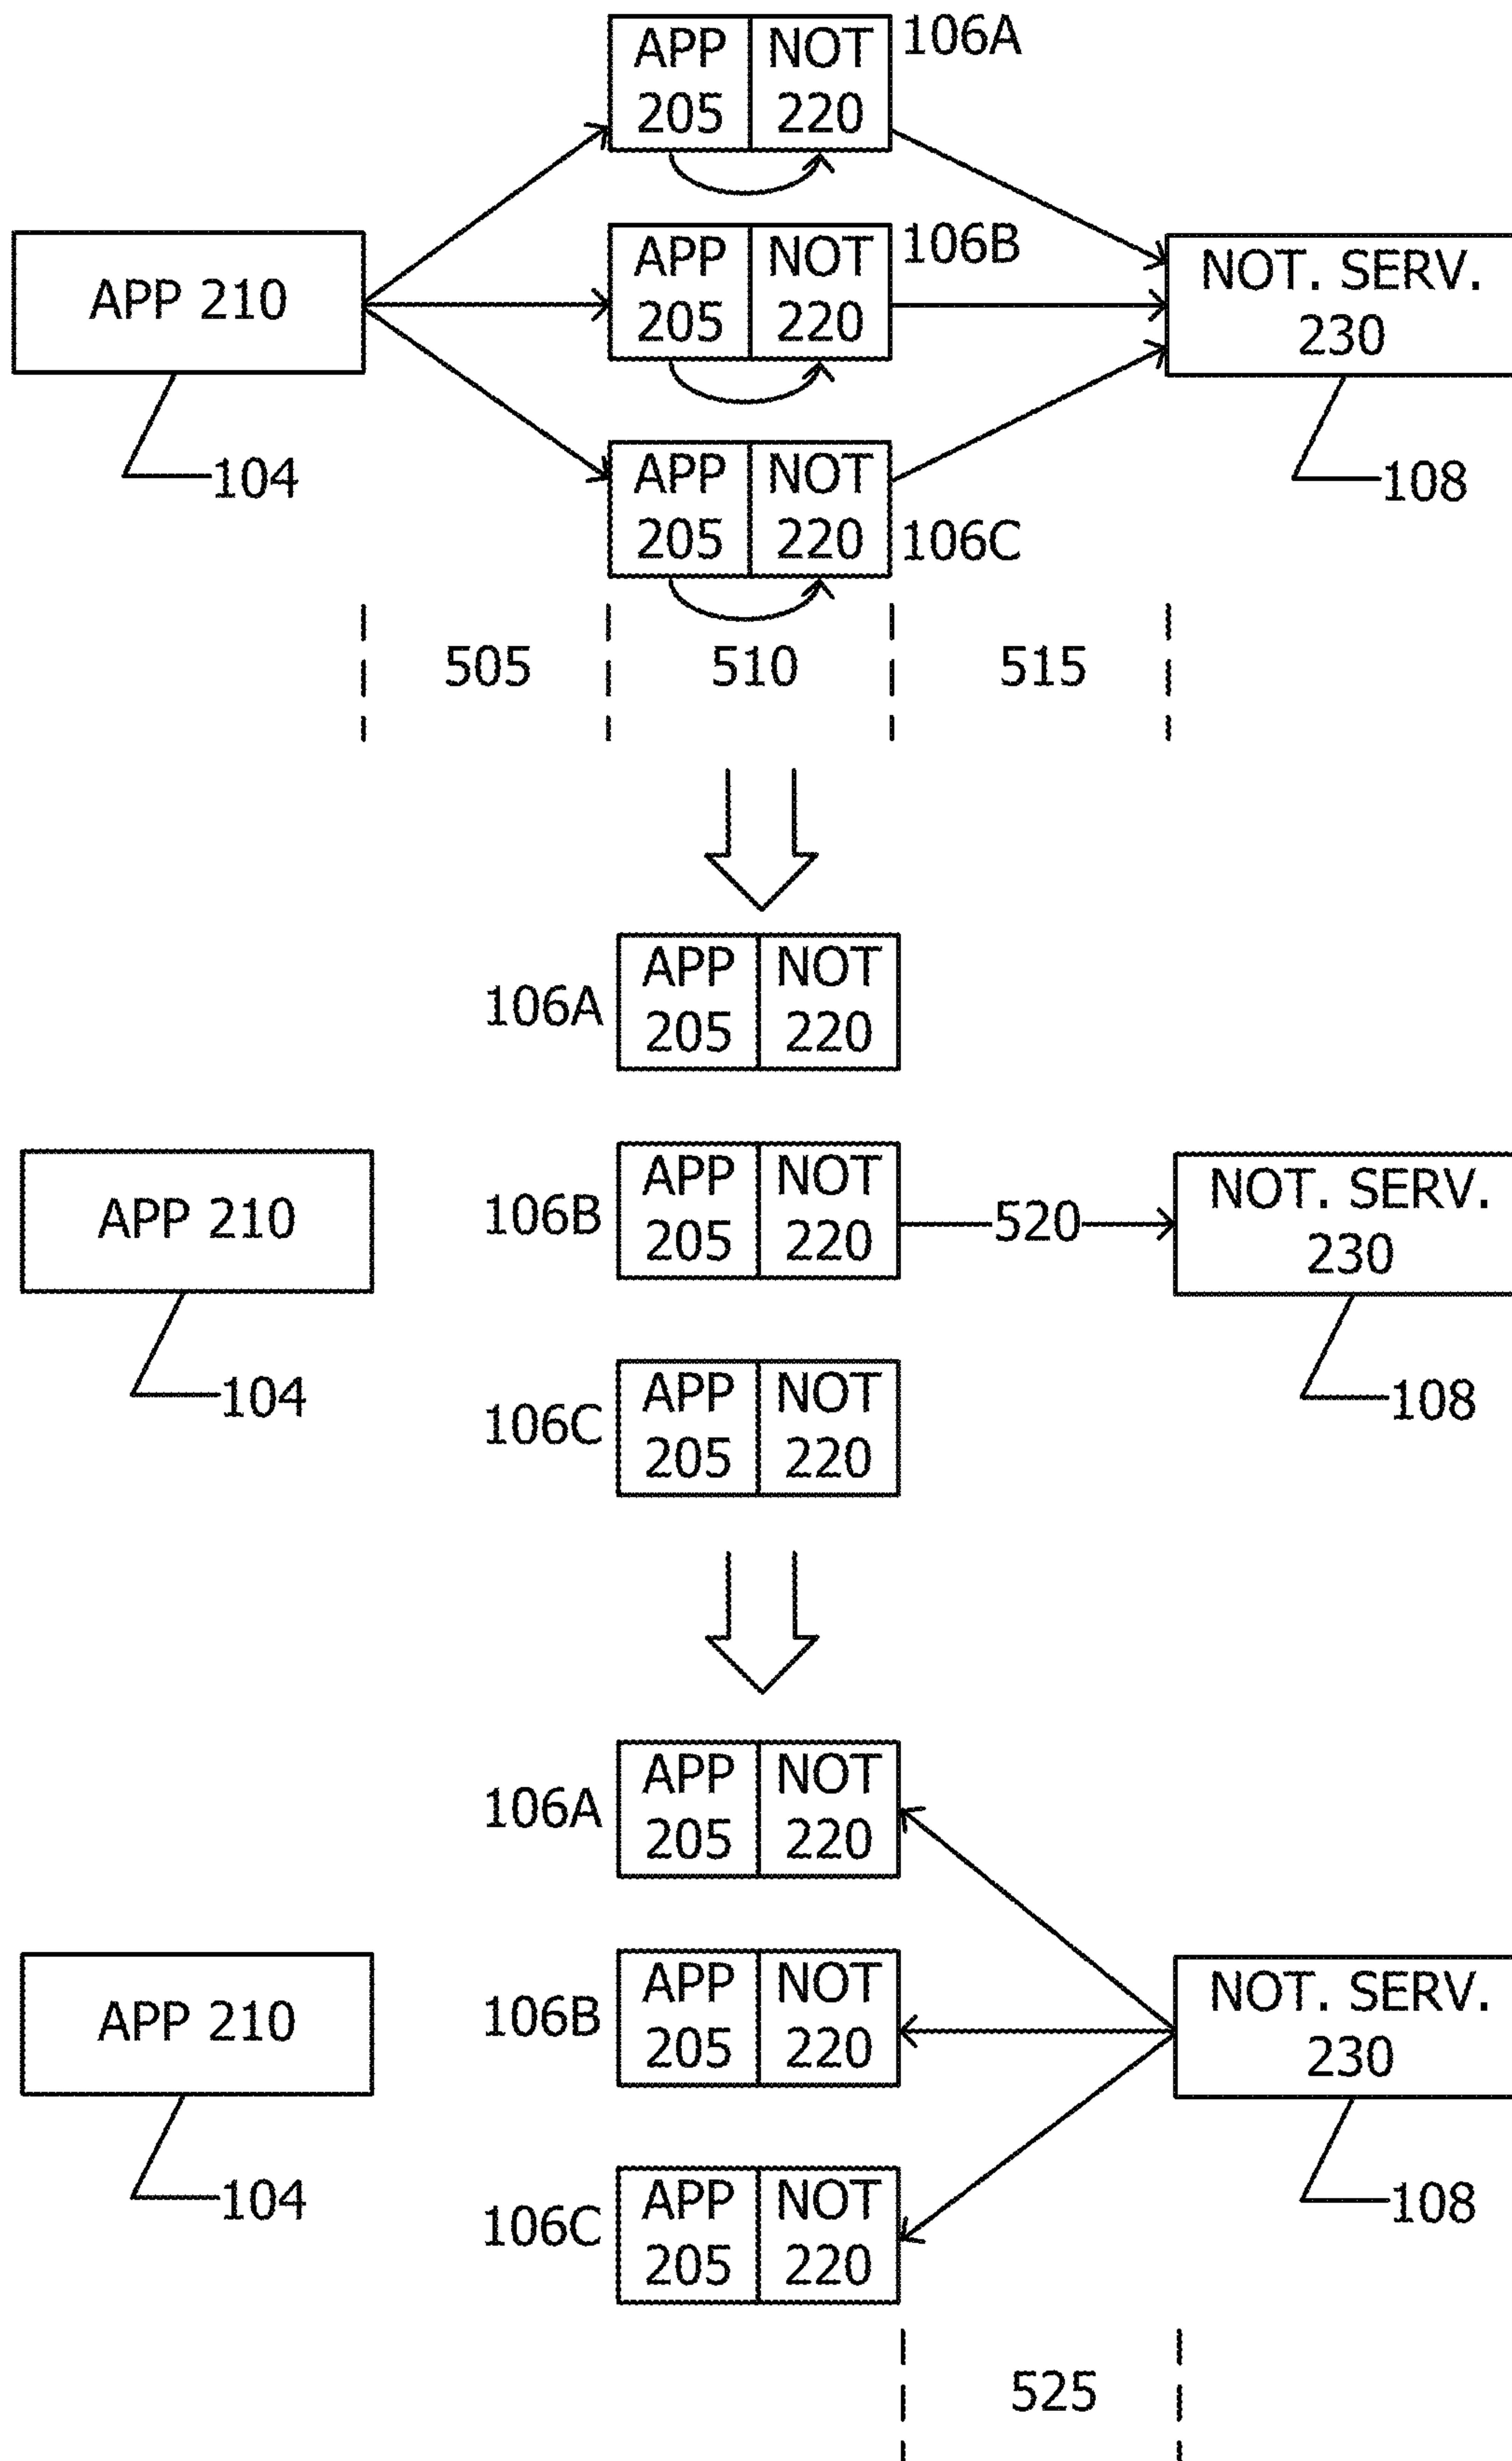 APP NOT 106A
205 220
APP NOT 106B
205 220
APP 210
NOT. SERV.
230
APP NOT
205 220 106C
104
108
505 510 515
APP NOT
106A
205 220
APP 210
APP NOT
106B
205 220
520
NOT. SERV.
230
104
APP NOT
106C
205 220
108
APP NOT
106A
205 220
APP 210
APP NOT
106B
205 220
NOT. SERV.
230
104
APP NOT
106C
205 220
108
525